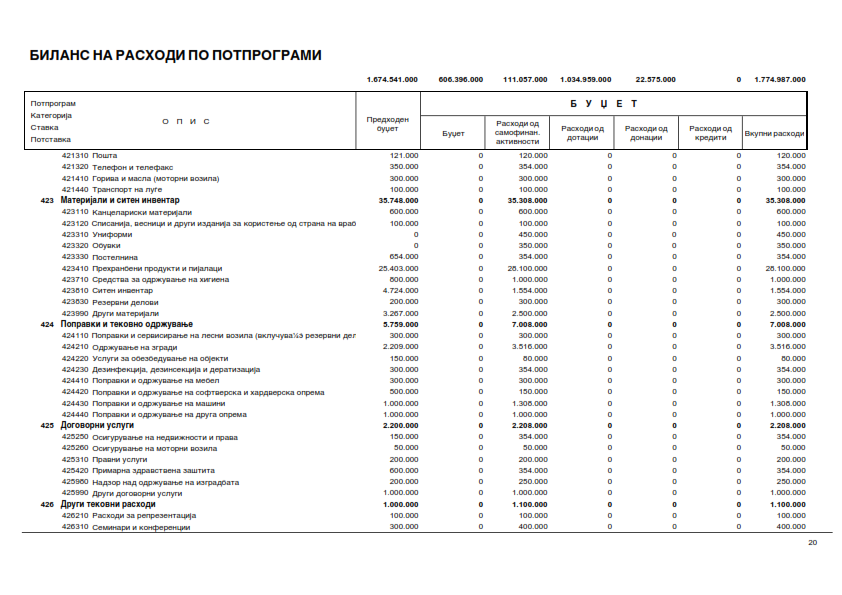 БИЛАНС НА РАСХОДИ ПО ПОТПРОГРАМИ
1.674.541.000 606.396.000 111.057.000 1.034.959.000 22.575.000 0 1.774.987.000
Потпрограм
Категорија
Ставка
Потставка
О П И С
Предходен буџет
Б У Џ Е Т
Буџет
Расходи од самофинан. активности
Расходи од дотации
Расходи од донации
Расходи од кредити
Вкупни расходи
421310 Пошта 121.000 0 120.000 0 0 0 120.000
421320 Телефон и телефакс 350.000 0 354.000 0 0 0 354.000
421410 Горива и масла (моторни возила) 300.000 0 300.000 0 0 0 300.000
421440 Транспорт на луѓе 100.000 0 100.000 0 0 0 100.000
423 Материјали и ситен инвентар 35.748.000 0 35.308.000 0 0 0 35.308.000
423110 Канцелариски материјали 600.000 0 600.000 0 0 0 600.000
423120 Списанија, весници и други изданија за користење од страна на враб 100.000 0 100.000 0 0 0 100.000
423310 Униформи 0 0 450.000 0 0 0 450.000
423320 Обувки 0 0 350.000 0 0 0 350.000
423330 Постелнина 654.000 0 354.000 0 0 0 354.000
423410 Прехранбени продукти и пијалаци 25.403.000 0 28.100.000 0 0 0 28.100.000
423710 Средства за одржување на хигиена 800.000 0 1.000.000 0 0 0 1.000.000
423810 Ситен инвентар 4.724.000 0 1.554.000 0 0 0 1.554.000
423830 Резервни делови 200.000 0 300.000 0 0 0 300.000
423990 Други материјали 3.267.000 0 2.500.000 0 0 0 2.500.000
424 Поправки и тековно одржување 5.759.000 0 7.008.000 0 0 0 7.008.000
424110 Поправки и сервисирање на лесни возила (вклучува¼э резервни дел 300.000 0 300.000 0 0 0 300.000
424210 Одржување на згради 2.209.000 0 3.516.000 0 0 0 3.516.000
424220 Услуги за обезбедување на објекти 150.000 0 80.000 0 0 0 80.000
424230 Дезинфекција, дезинсекција и дератизација 300.000 0 354.000 0 0 0 354.000
424410 Поправки и одржување на мебел 300.000 0 300.000 0 0 0 300.000
424420 Поправки и одржување на софтверска и хардверска опрема 500.000 0 150.000 0 0 0 150.000
424430 Поправки и одржување на машини 1.000.000 0 1.308.000 0 0 0 1.308.000
424440 Поправки и одржување на друга опрема 1.000.000 0 1.000.000 0 0 0 1.000.000
425 Договорни услуги 2.200.000 0 2.208.000 0 0 0 2.208.000
425250 Осигурување на недвижности и права 150.000 0 354.000 0 0 0 354.000
425260 Осигурување на моторни возила 50.000 0 50.000 0 0 0 50.000
425310 Правни услуги 200.000 0 200.000 0 0 0 200.000
425420 Примарна здравствена заштита 600.000 0 354.000 0 0 0 354.000
425980 Надзор над одржување на изградбата 200.000 0 250.000 0 0 0 250.000
425990 Други договорни услуги 1.000.000 0 1.000.000 0 0 0 1.000.000
426 Други тековни расходи 1.000.000 0 1.100.000 0 0 0 1.100.000
426210 Расходи за репрезентација 100.000 0 100.000 0 0 0 100.000
426310 Семинари и конференции 300.000 0 400.000 0 0 0 400.000
20